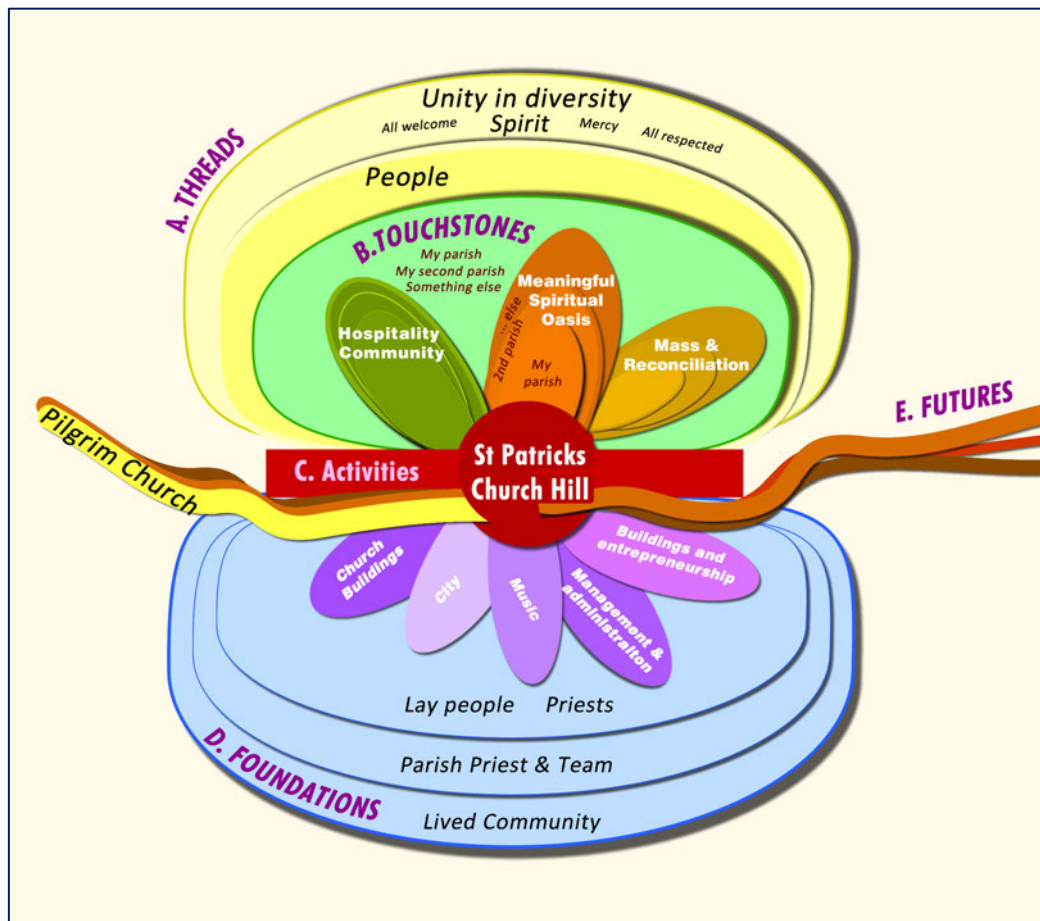 Unity in diversity
All welcome Spirit Mercy All respected
A. THREADS
People
B.TOUCHSTONES
My parish
My second parish
Something else
Hospitality
Community
Meaningful
Spiritual
Oasis
... else
2nd parish
My
parish
Mass &
Reconciliation
E. FUTURES
Pilgrim Church
C. Activities
St Patricks
Church Hill
Church
Buildings
City
Music
Management &
administraiton
Buildings and
entrepreneurship
Lay people Priests
Parish Priest & Team
D. FOUNDATIONS
Lived Community